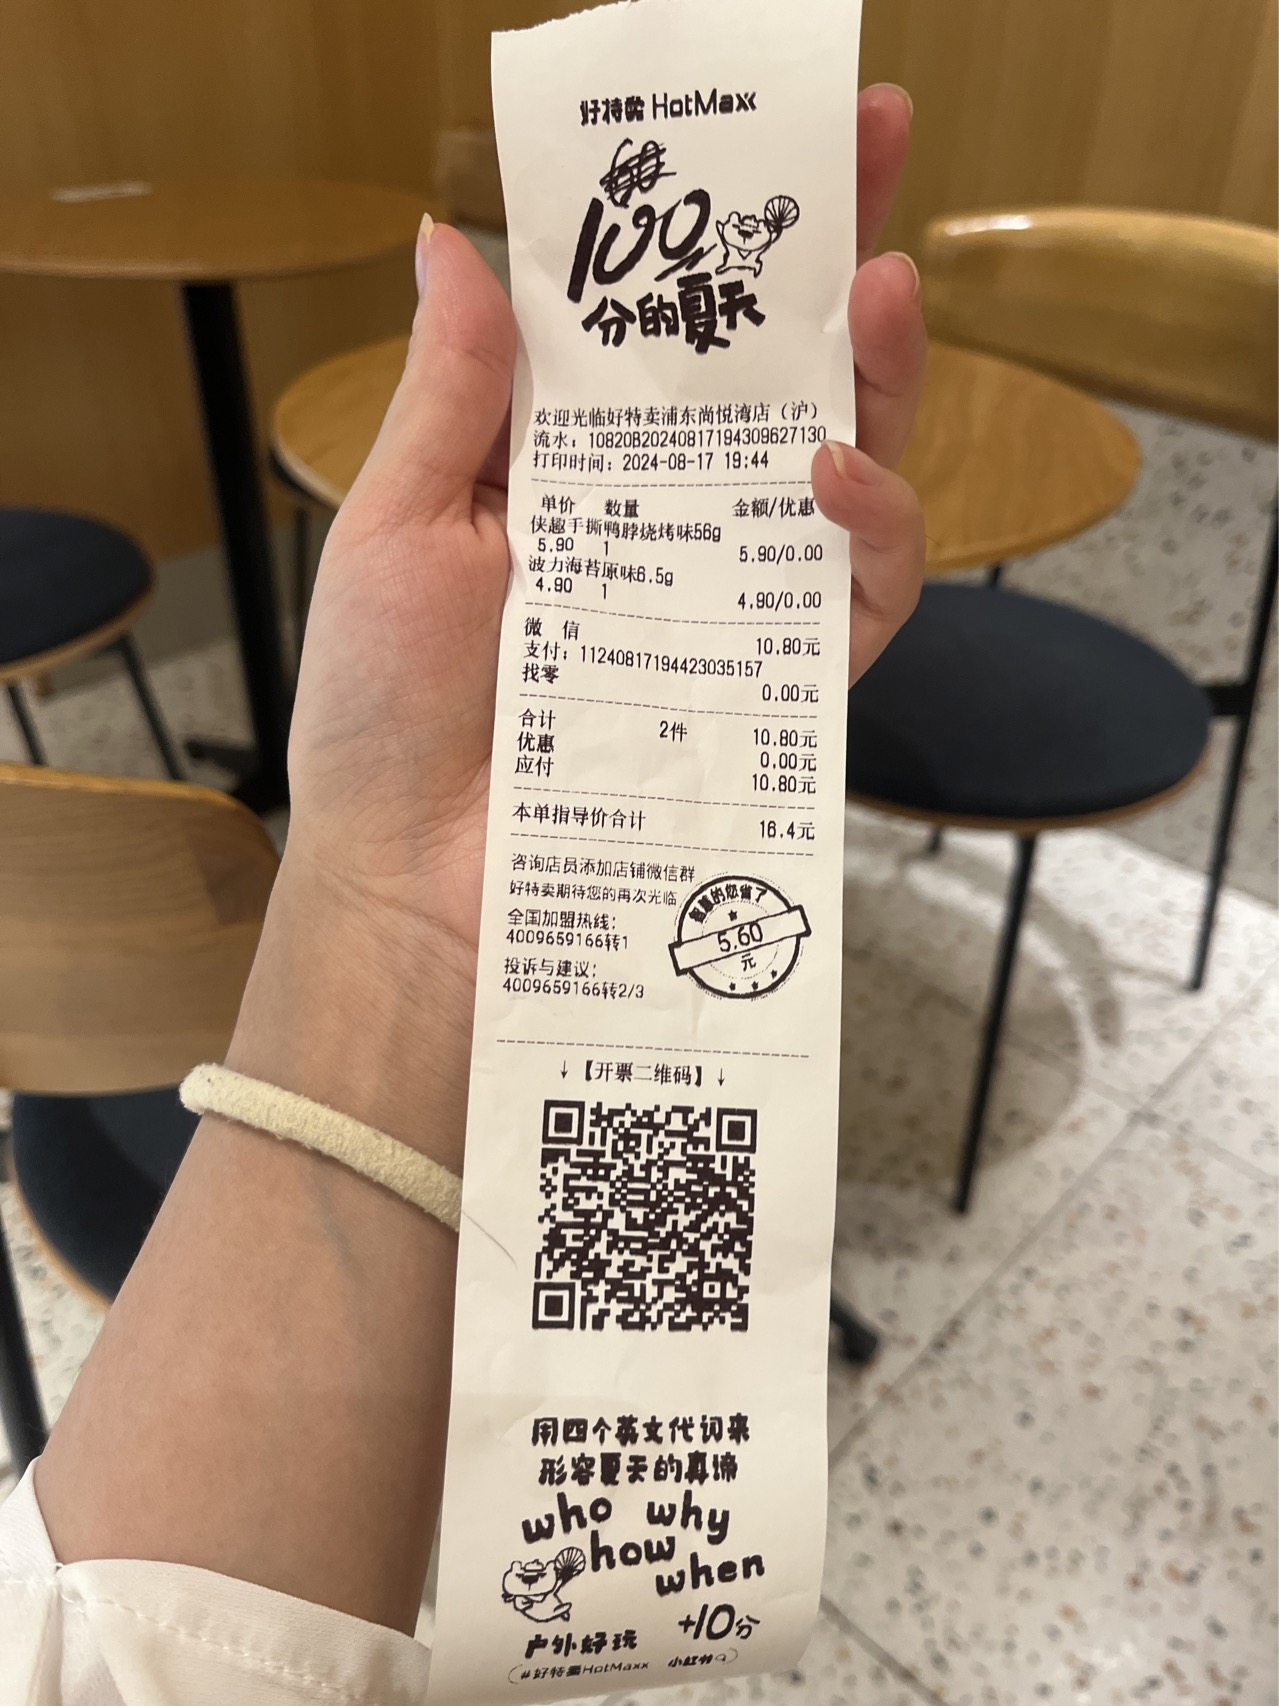 好特卖 HotMaxx
100
分的夏天
欢迎光临好特卖浦东尚悦湾店（沪）
流水：10820B20240817194309627130
打印时间：2024-08-17 19:44
单价 数量 金额/优惠
侠趣手撕鸭脖烧烤味56g
5.90 1 5.90/0.00
波力海苔原味6.5g
4.90 1 4.90/0.00
微 信 10.80元
支付：11240817194423035157
找零 0.00元
合计 2件 10.80元
优惠 0.00元
应付 10.80元
本单指导价合计 16.4元
咨询店员添加店铺微信群
好特卖期待您的再次光临
全国加盟热线：
4009659166转1
投诉与建议：
4009659166转2/3
的您省了
5.60
元
↓【开票二维码】↓
用四个英文代词来
形容夏天的真谛
who why
how
when
+10分
户外好玩
#好特卖HotMaxx 小红书